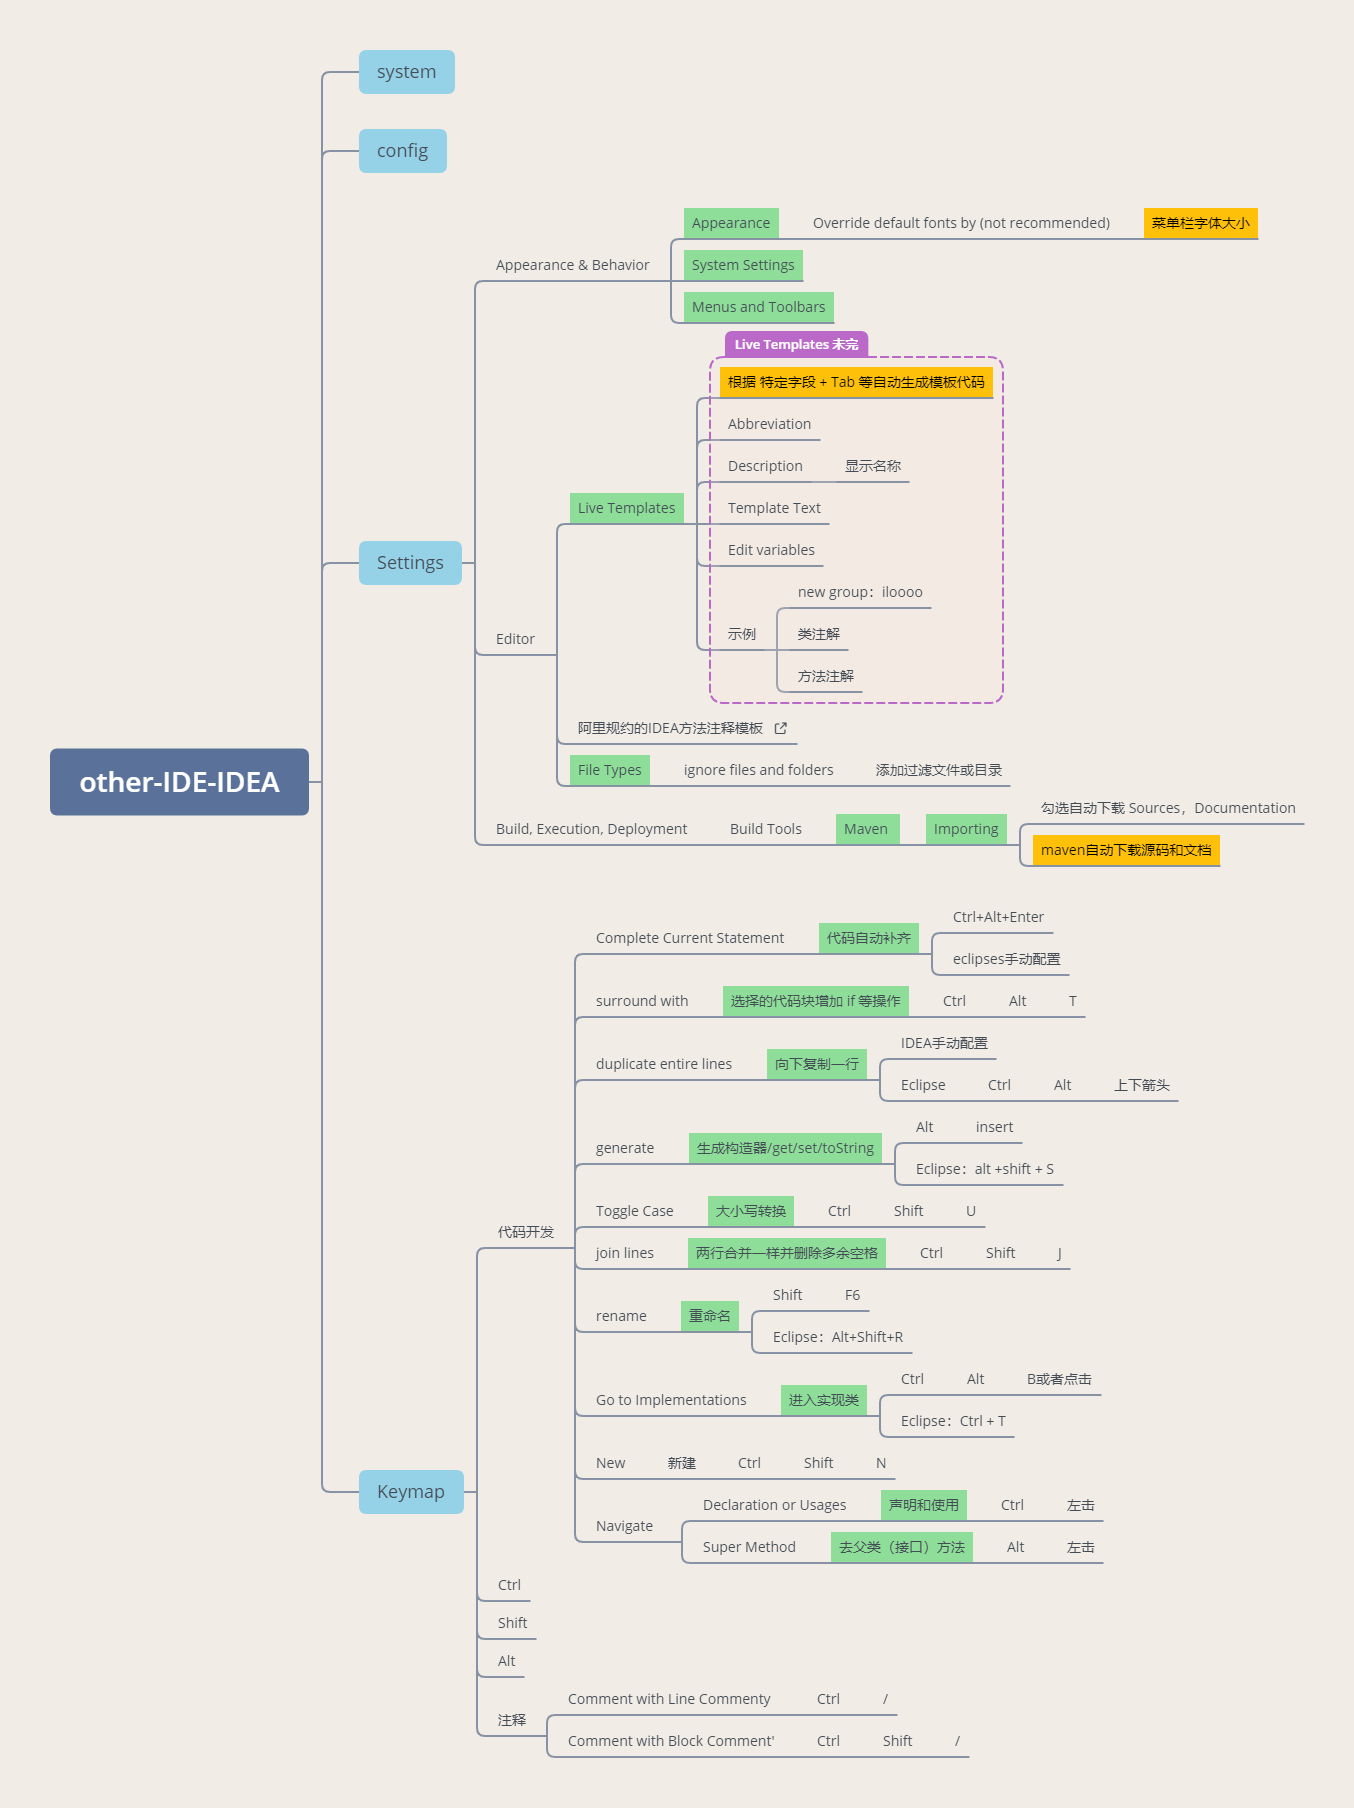 system
config
Appearance Override default fonts by (not recommended) 菜单栏字体大小
Appearance & Behavior System Settings
Menus and Toolbars
Live Templates 未完
根据 特定字段 + Tab 等自动生成模板代码
Abbreviation
Description 显示名称
Live Templates Template Text
Edit variables
Settings
new group：iloooo
Editor 示例 类注解
方法注解
阿里规约的IDEA方法注释模板
File Types ignore files and folders 添加过滤文件或目录
other-IDE-IDEA
勾选自动下载 Sources，Documentation
Build, Execution, Deployment Build Tools Maven Importing
maven自动下载源码和文档
Ctrl+Alt+Enter
Complete Current Statement 代码自动补齐
eclipses手动配置
surround with 选择的代码块增加 if 等操作 Ctrl Alt T
IDEA手动配置
duplicate entire lines 向下复制一行
Eclipse Ctrl Alt 上下箭头
Alt insert
generate 生成构造器/get/set/toString
Eclipse：alt +shift + S
Toggle Case 大小写转换 Ctrl Shift U
代码开发
join lines 两行合并一样并删除多余空格 Ctrl Shift J
Shift F6
rename 重命名
Eclipse：Alt+Shift+R
Ctrl Alt B或者点击
Go to Implementations 进入实现类
Eclipse：Ctrl + T
New 新建 Ctrl Shift N
Keymap
Declaration or Usages 声明和使用 Ctrl 左击
Navigate
Super Method 去父类（接口）方法 Alt 左击
Ctrl
Shift
Alt
Comment with Line Commenty Ctrl /
注释
Comment with Block Comment' Ctrl Shift /